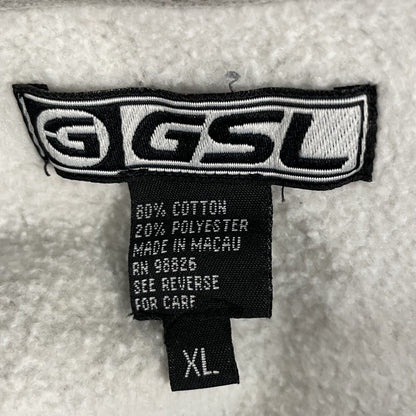 G GSL
80% COTTON
20% POLYESTER
MADE IN MACAU
RN 98826
SEE REVERSE
FOR CARE
XL